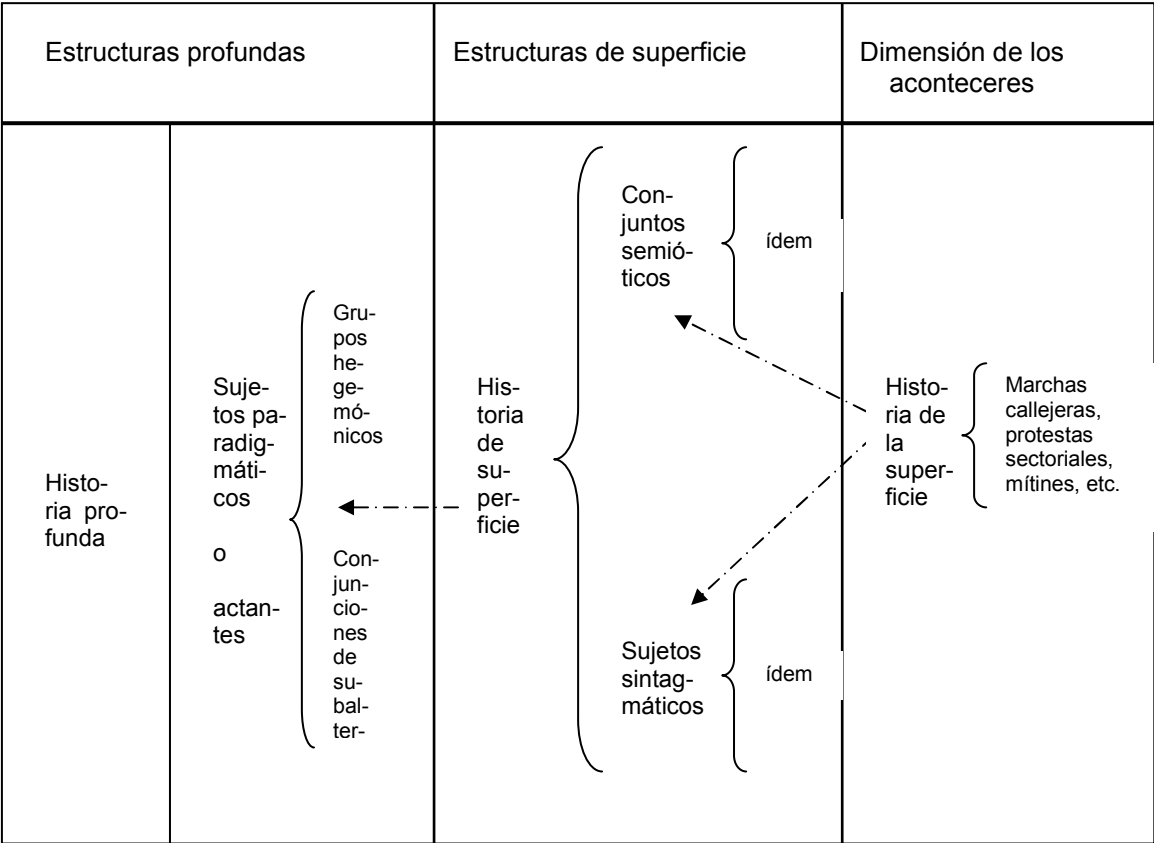 Estructuras profundas
Estructuras de superficie
Dimensión de los
aconteceres
Histo-
ria pro-
funda
Suje-
tos pa-
radig-
máti-
cos
o
actan-
tes
Gru-
pos
he-
ge-
mó-
nicos
Con-
jun-
cio-
nes
de
su-
bal-
ter-
His-
toria
de
su-
per-
ficie
Con-
juntos
semió-
ticos
ídem
Sujetos
sintag-
máticos
ídem
Histo-
ria de
la
super-
ficie
Marchas
callejeras,
protestas
sectoriales,
mítines, etc.